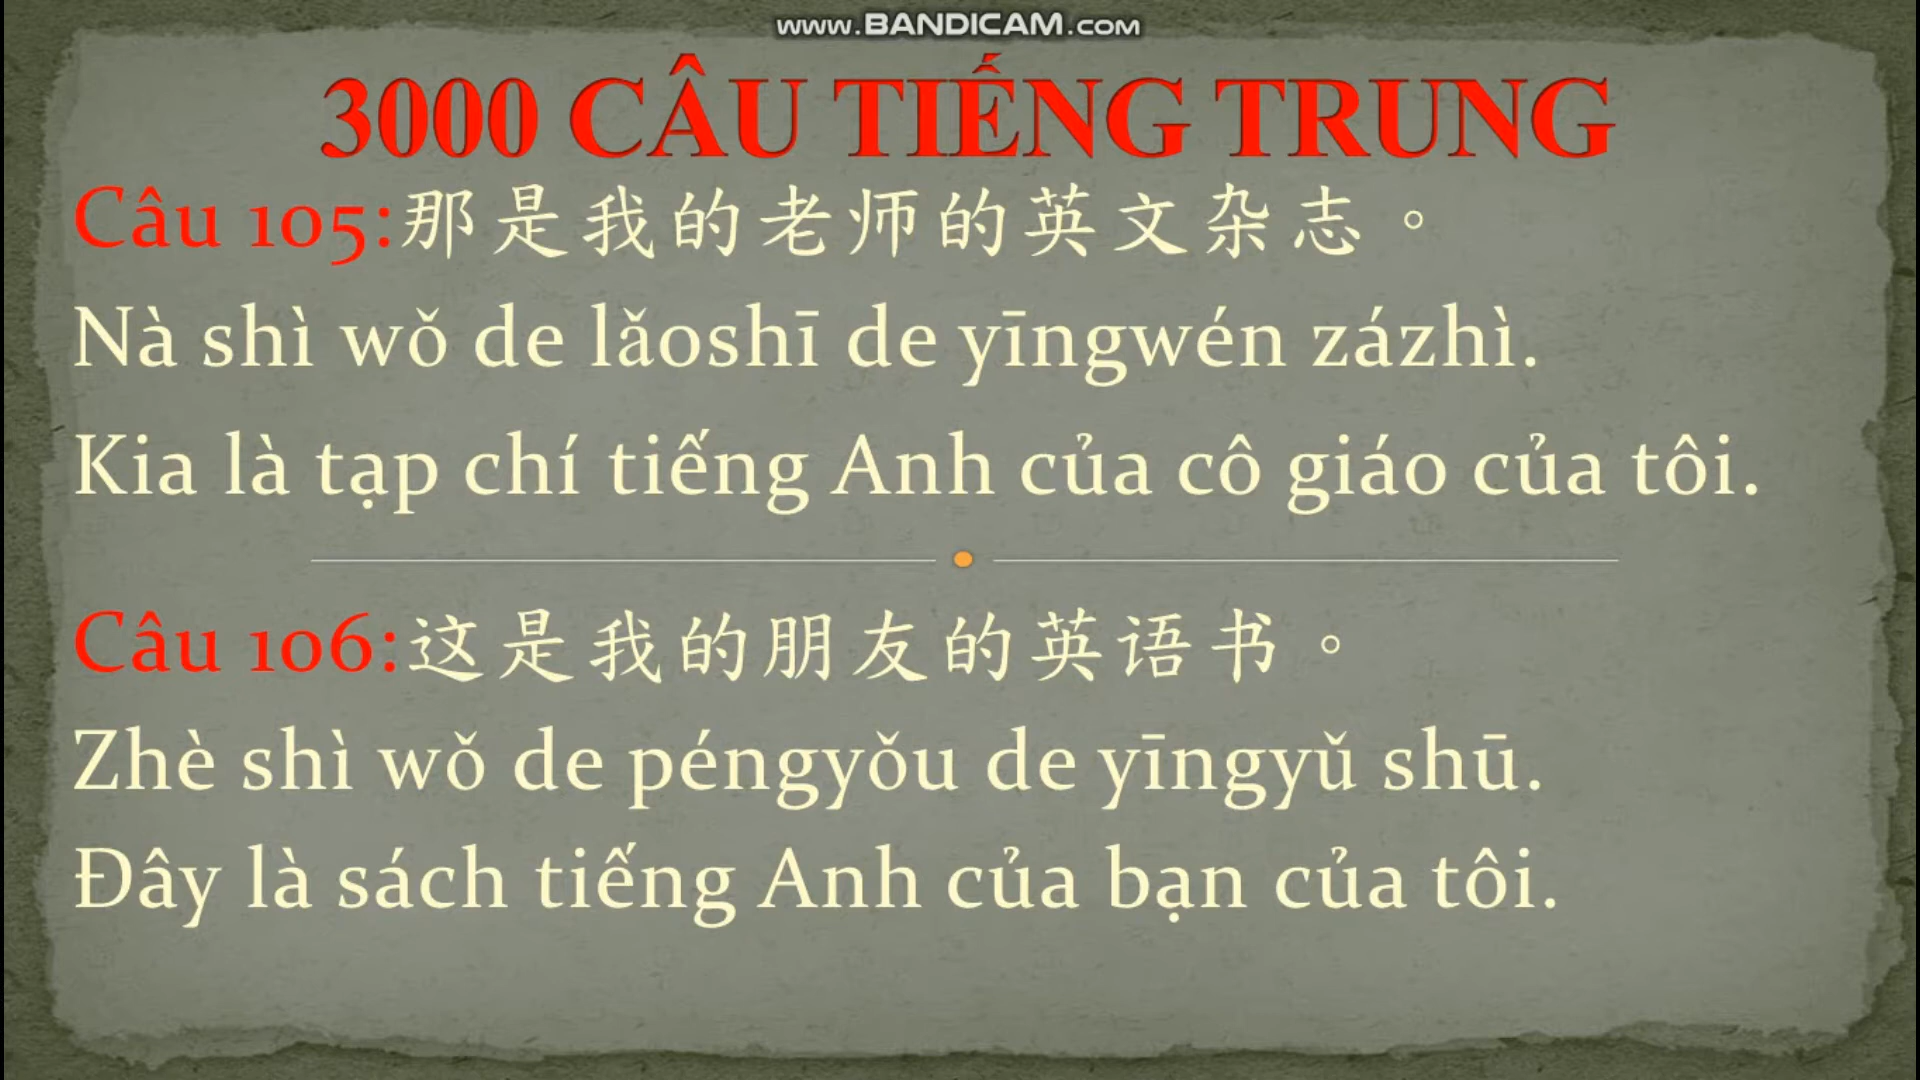 www.BANDICAM.com
3000 CÂU TIẾNG TRUNG
Câu 105:那是我的老师的英文杂志。
Nà shì wǒ de lǎoshī de yīngwén zázhì.
Kia là tạp chí tiếng Anh của cô giáo của tôi.
Câu 106:这是我的朋友的英语书。
Zhè shì wǒ de péngyǒu de yīngyǔ shū.
Đây là sách tiếng Anh của bạn của tôi.